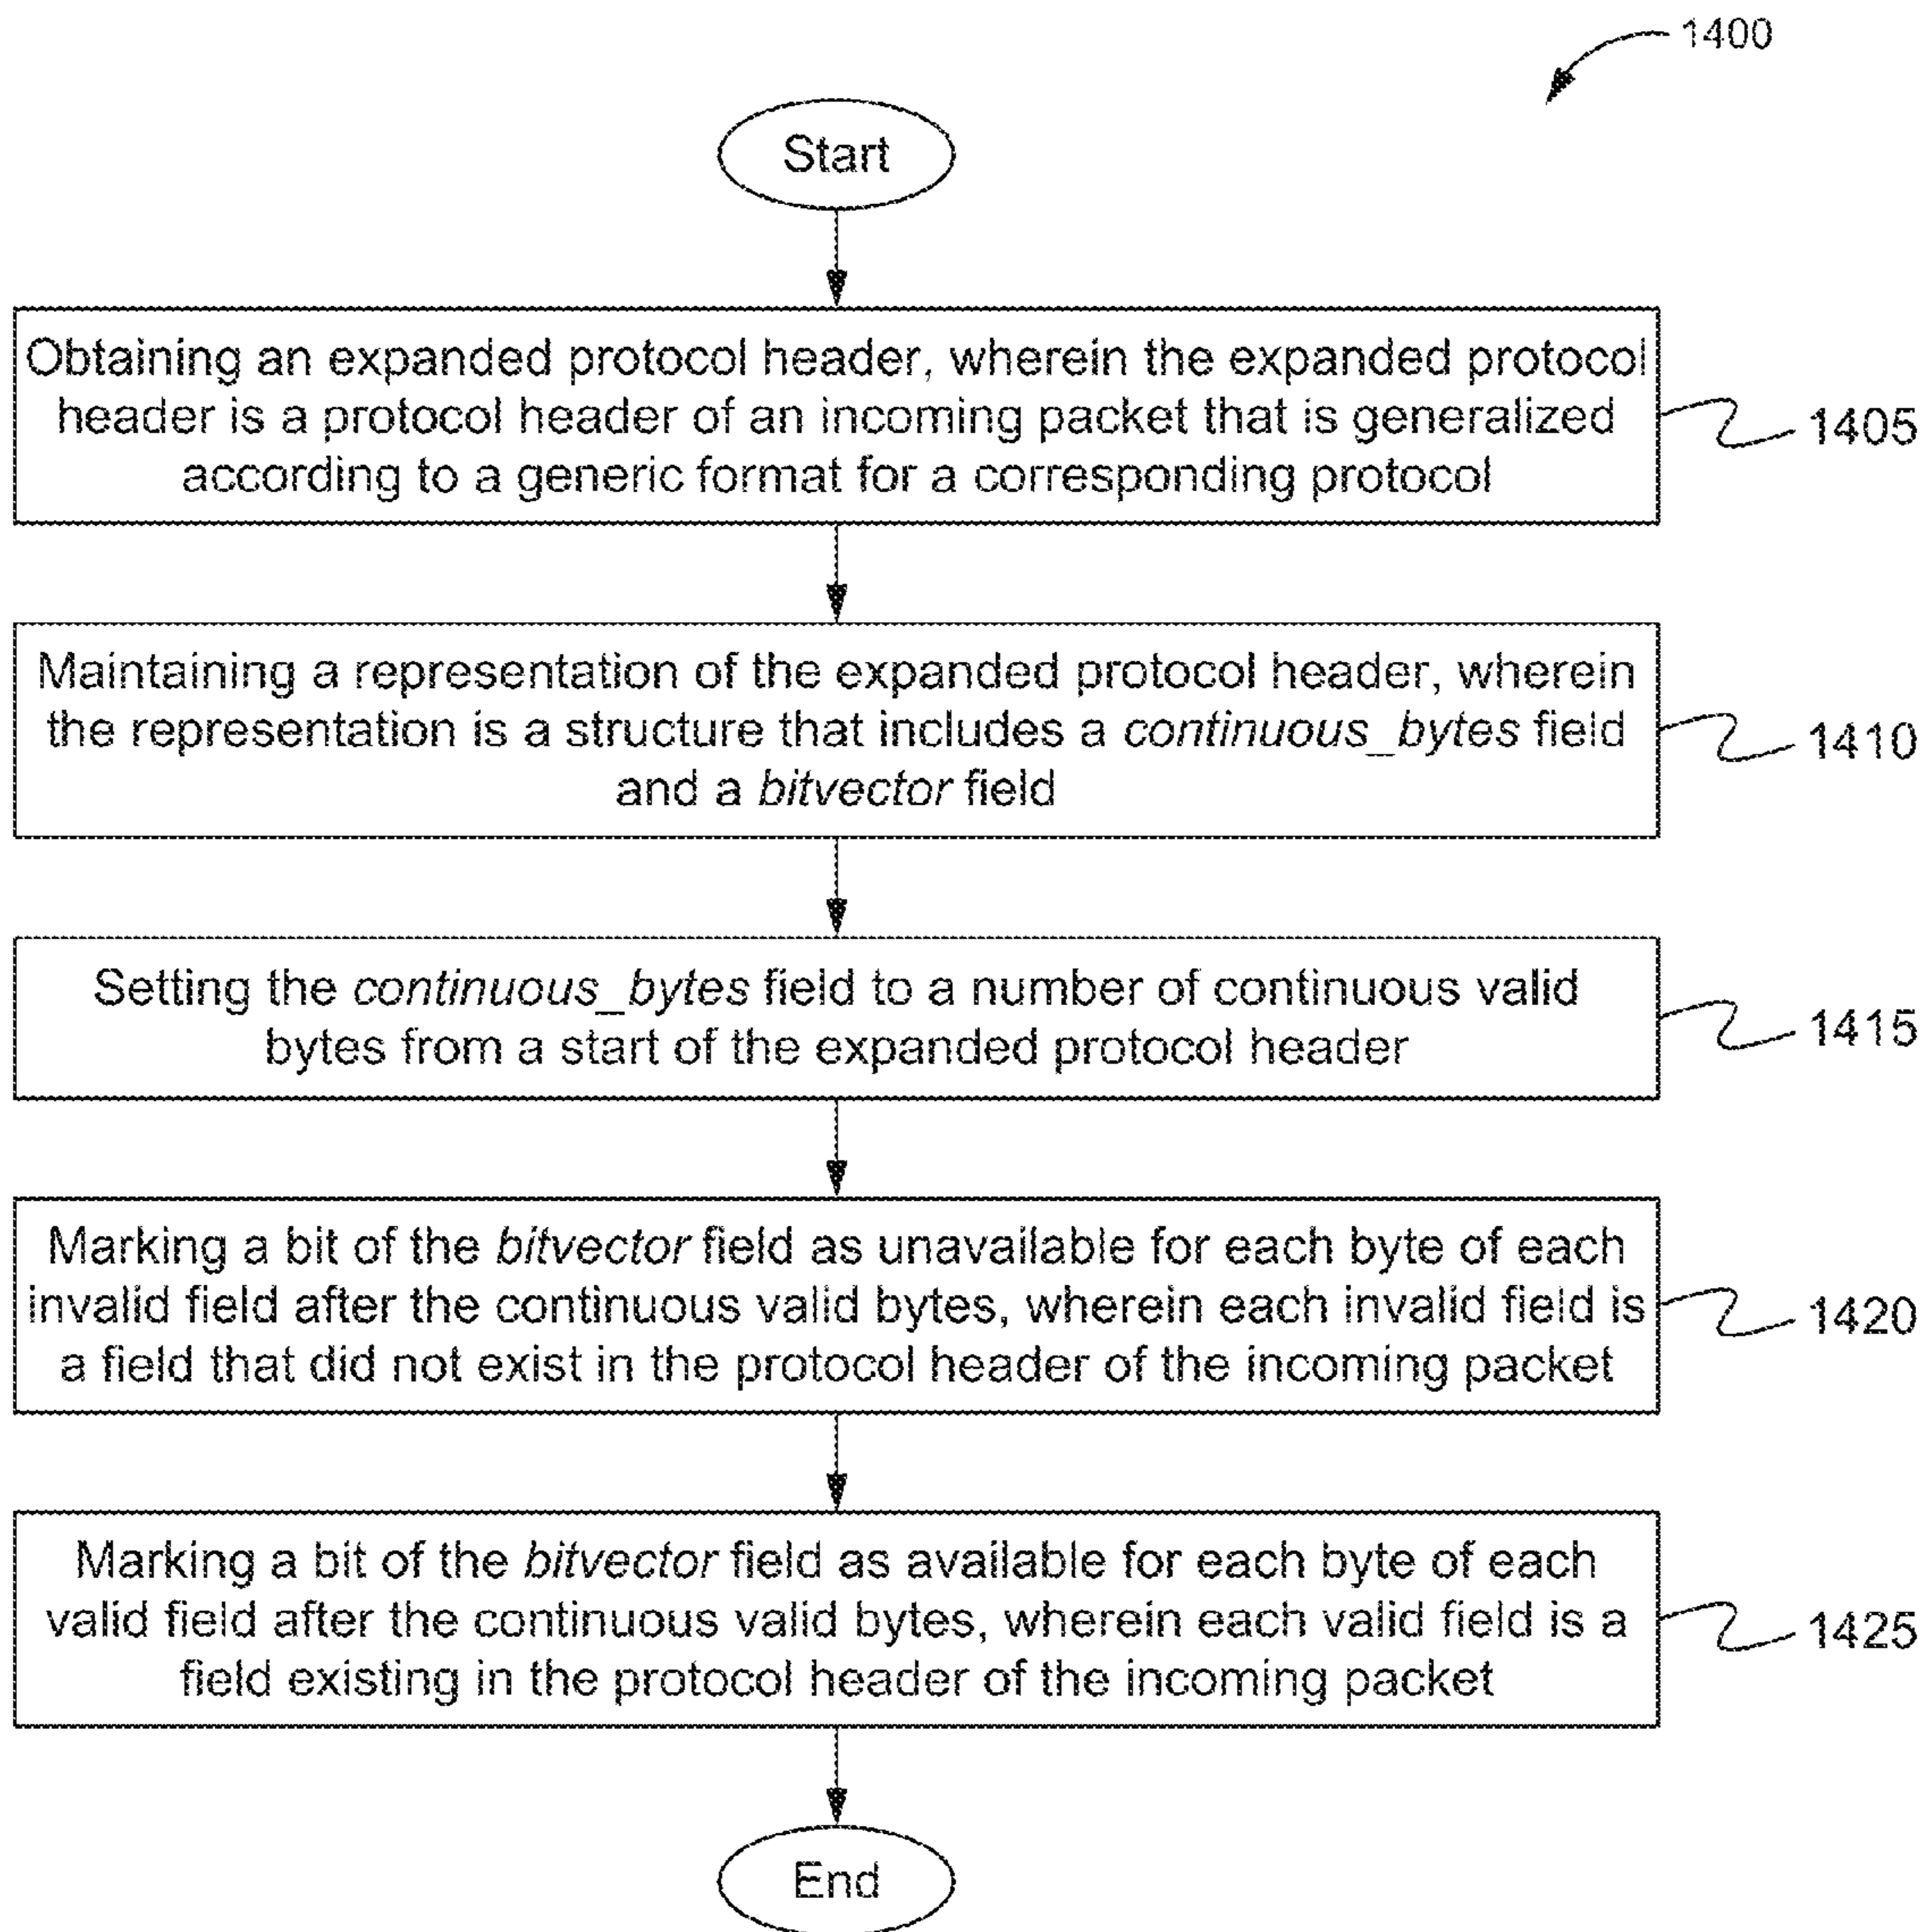 1400
Start
Obtaining an expanded protocol header, wherein the expanded protocol
header is a protocol header of an incoming packet that is generalized
according to a generic format for a corresponding protocol
1405
Maintaining a representation of the expanded protocol header, wherein
the representation is a structure that includes a continuous_bytes field
and a bitvector field
1410
Setting the continuous_bytes field to a number of continuous valid
bytes from a start of the expanded protocol header
1415
Marking a bit of the bitvector field as unavailable for each byte of each
invalid field after the continuous valid bytes, wherein each invalid field is
a field that did not exist in the protocol header of the incoming packet
1420
Marking a bit of the bitvector field as available for each byte of each
valid field after the continuous valid bytes, wherein each valid field is a
field existing in the protocol header of the incoming packet
1425
End